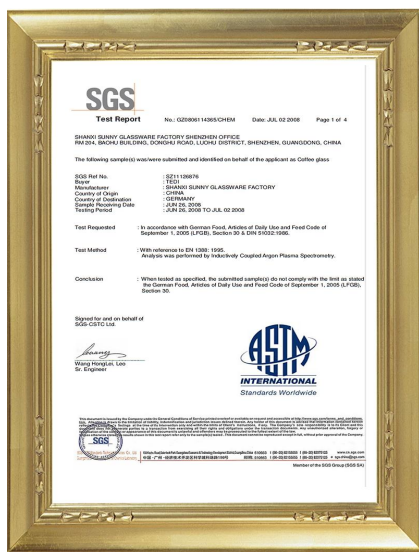 SGS
Test Report No.: GZ0806114365/CHEM Date: JUL 02 2008 Page 1 of 4
SHANXI SUNNY GLASSWARE FACTORY SHENZHEN OFFICE
RM 264, BAOHU BUILDING, DONGHU ROAD, LUOHU DISTRICT, SHENZHEN, GUANGDONG, CHINA
The following sample(s) was/were submitted and identified on behalf of the applicant as Coffee glass
SGS Ref No. : SZ11126876
Buyer : TEDI
Manufacturer : SHANXI SUNNY GLASSWARE FACTORY
Country of Origin : CHINA
Country of Destination : GERMANY
Sample Receiving Date : JUN 26, 2008
Testing Period : JUN 26, 2008 TO JUL 02 2008
Test Requested : In accordance with German Food, Articles of Daily Use and Feed Code of
September 1, 2005 (LFGB), Section 30 & DIN 51032:1986.
Test Method : With reference to EN 1388: 1995.
Analysis was performed by Inductively Coupled Argon Plasma Spectrometry.
Conclusion : When tested as specified, the submitted sample(s) do not comply with the limit as stated
the German Food, Articles of Daily Use and Feed Code of September 1, 2005 (LFGB),
Section 30.
Signed for and on behalf of
SGS-CSTC Ltd.
Wang HongLei, Leo
Sr. Engineer
ASTM
INTERNATIONAL
Standards Worldwide
SGS
Member of the SGS Group (SGS SA)